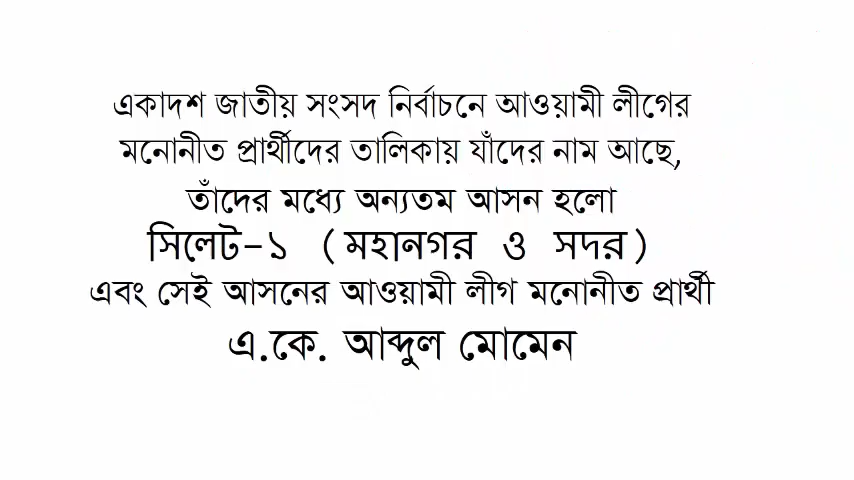 একাদশ জাতীয় সংসদ নির্বাচনে আওয়ামী লীগের
মনোনীত প্রার্থীদের তালিকায় যাঁদের নাম আছে,
তাঁদের মধ্যে অন্যতম আসন হলো
সিলেট-১ (মহানগর ও সদর)
এবং সেই আসনের আওয়ামী লীগ মনোনীত প্রার্থী
এ.কে. আব্দুল মোমেন